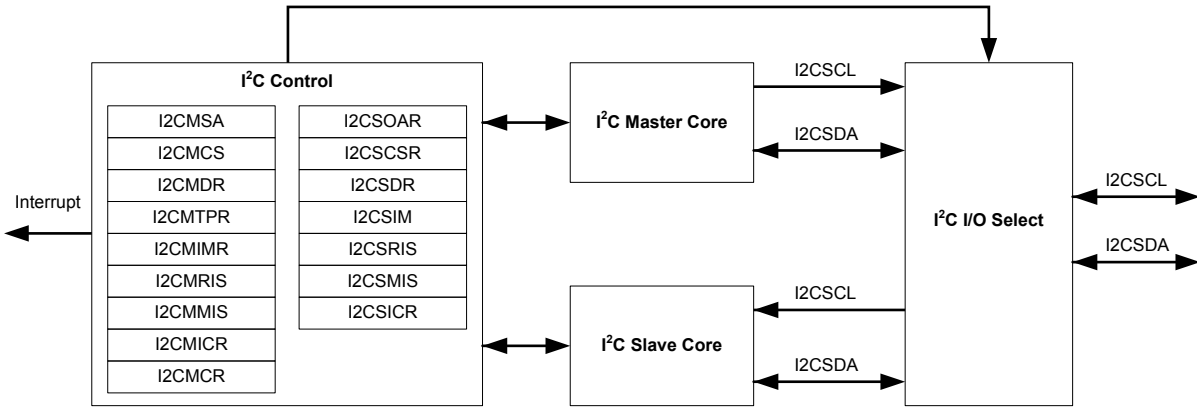 I²C Control
I2CMSA
I2CMCS
I2CMDR
I2CMTPR
I2CMIMR
I2CMRIS
I2CMMIS
I2CMICR
I2CMCR
I2CSOAR
I2CSCSR
I2CSDR
I2CSIM
I2CSRIS
I2CSMIS
I2CSICR
Interrupt
I²C Master Core
I2CSCL
I2CSDA
I²C Slave Core
I2CSCL
I2CSDA
I²C I/O Select
I2CSCL
I2CSDA